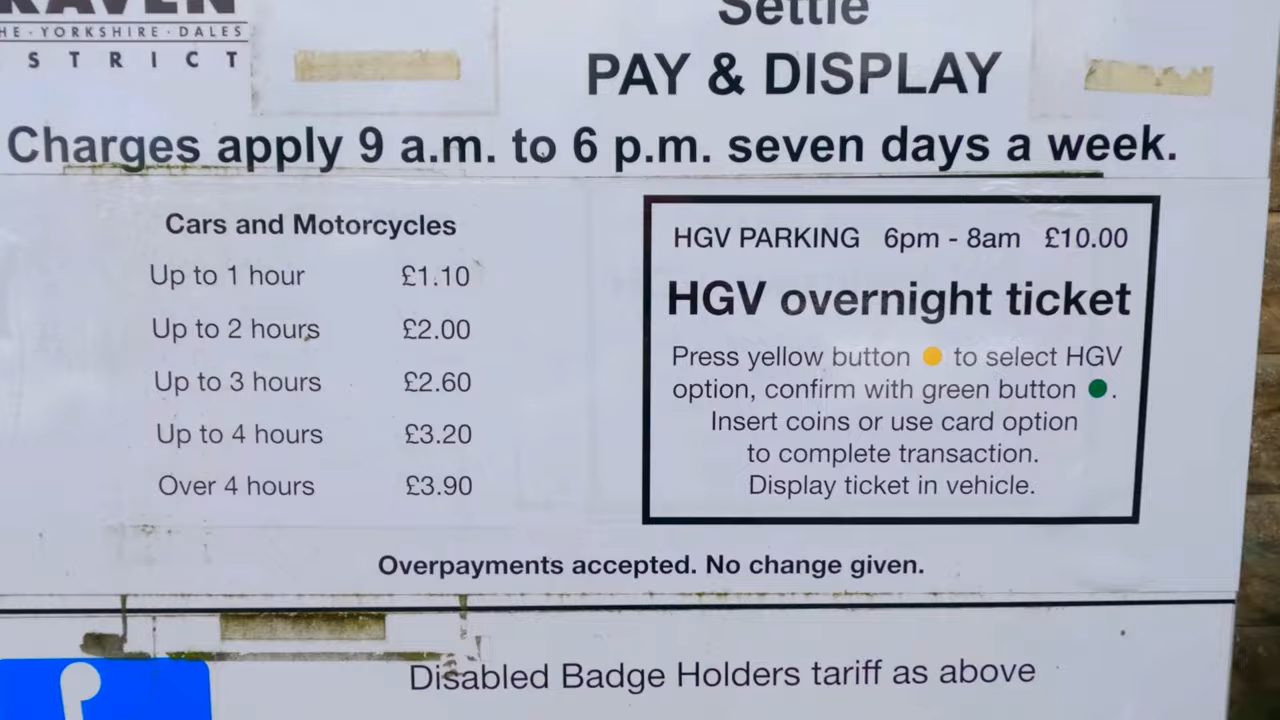 RAVEN
HE · YORKSHIRE · DALES
STRICT
Settle
PAY & DISPLAY
Charges apply 9 a.m. to 6 p.m. seven days a week.
Cars and Motorcycles
Up to 1 hour £1.10
Up to 2 hours £2.00
Up to 3 hours £2.60
Up to 4 hours £3.20
Over 4 hours £3.90
HGV PARKING 6pm - 8am £10.00
HGV overnight ticket
Press yellow button to select HGV
option, confirm with green button .
Insert coins or use card option
to complete transaction.
Display ticket in vehicle.
Overpayments accepted. No change given.
Disabled Badge Holders tariff as above